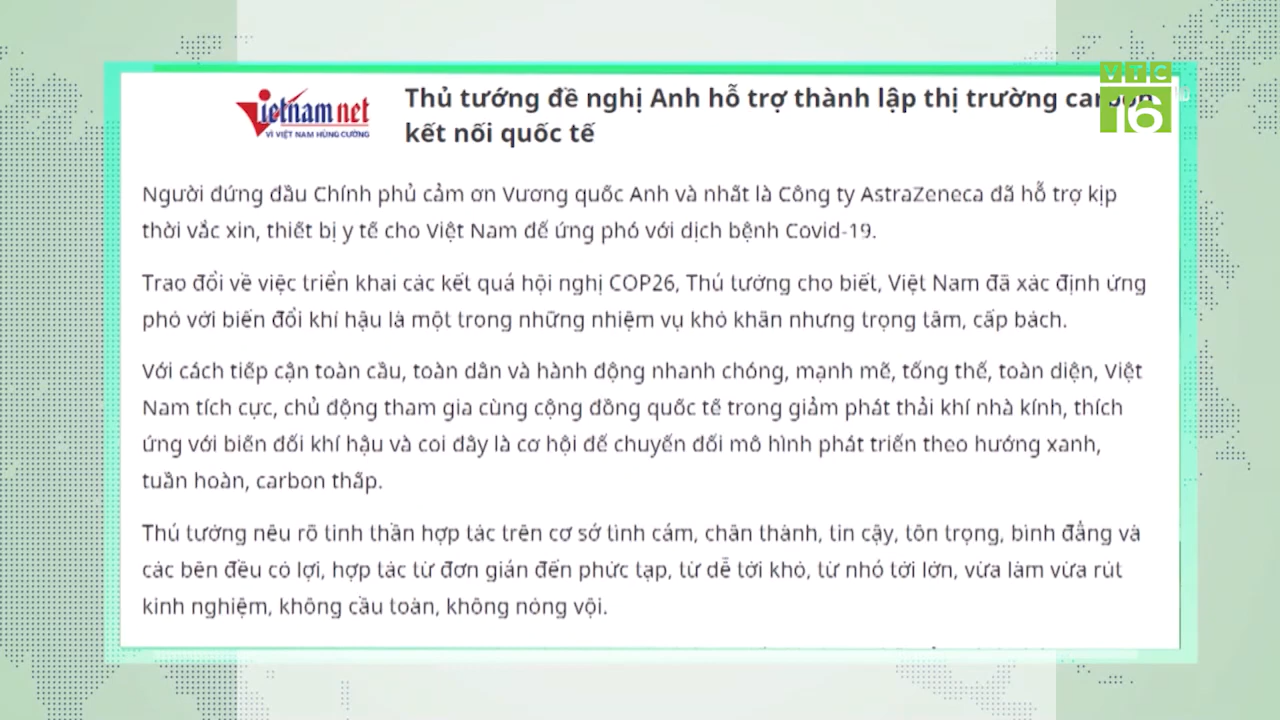 vietnamnet
VÌ VIỆT NAM HÙNG CƯỜNG
Thủ tướng đề nghị Anh hỗ trợ thành lập thị trường carbon
kết nối quốc tế
VTC
16
Người đứng đầu Chính phủ cảm ơn Vương quốc Anh và nhất là Công ty AstraZeneca đã hỗ trợ kịp
thời vắc xin, thiết bị y tế cho Việt Nam để ứng phó với dịch bệnh Covid-19.
Trao đổi về việc triển khai các kết quả hội nghị COP26, Thủ tướng cho biết, Việt Nam đã xác định ứng
phó với biến đổi khí hậu là một trong những nhiệm vụ khó khăn nhưng trọng tâm, cấp bách.
Với cách tiếp cận toàn cầu, toàn dân và hành động nhanh chóng, mạnh mẽ, tổng thể, toàn diện, Việt
Nam tích cực, chủ động tham gia cùng cộng đồng quốc tế trong giảm phát thải khí nhà kính, thích
ứng với biến đổi khí hậu và coi đây là cơ hội để chuyển đổi mô hình phát triển theo hướng xanh,
tuần hoàn, carbon thấp.
Thủ tướng nêu rõ tinh thần hợp tác trên cơ sở tình cảm, chân thành, tin cậy, tôn trọng, bình đẳng và
các bên đều có lợi, hợp tác từ đơn giản đến phức tạp, từ dễ tới khó, từ nhỏ tới lớn, vừa làm vừa rút
kinh nghiệm, không cầu toàn, không nóng vội.